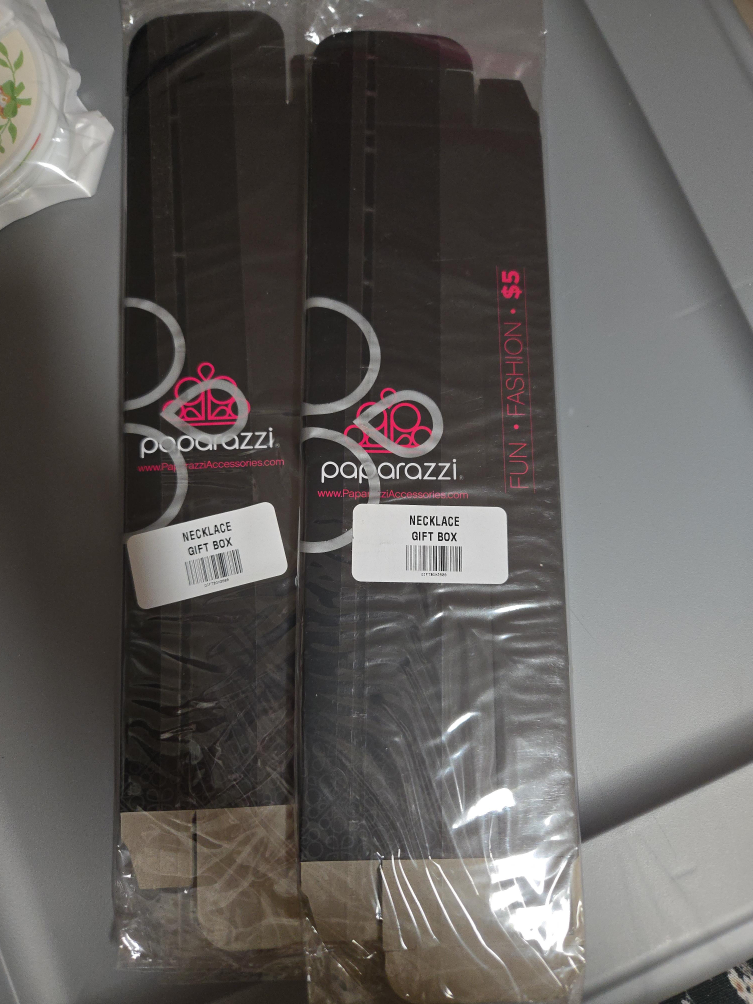 paparazzi
www.PaparazziAccessories.com
NECKLACE
GIFT BOX
paparazzi
www.PaparazziAccessories.com
NECKLACE
GIFT BOX
FUN • FASHION • $5